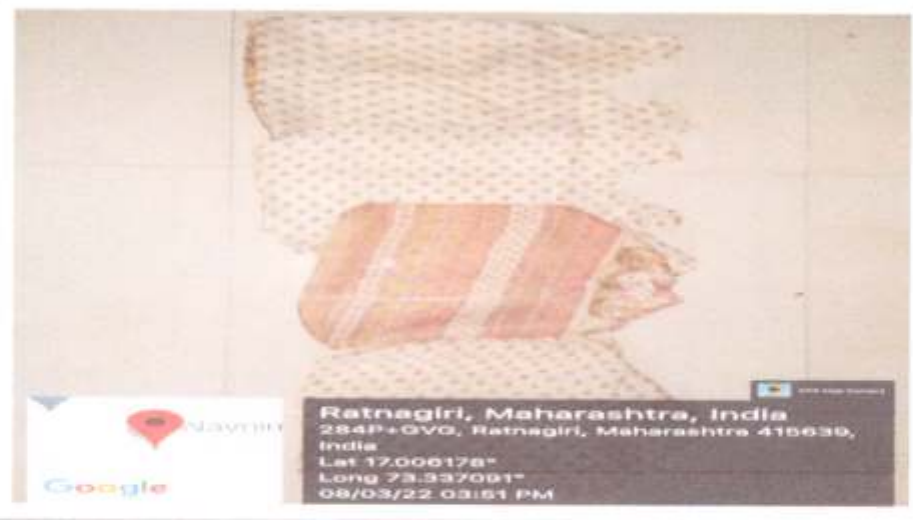 Navnin
Google
Ratnagiri, Maharashtra, India
284P+GVG, Ratnagiri, Maharashtra 415639,
India
Lat 17.006178°
Long 73.337091°
08/03/22 03:51 PM